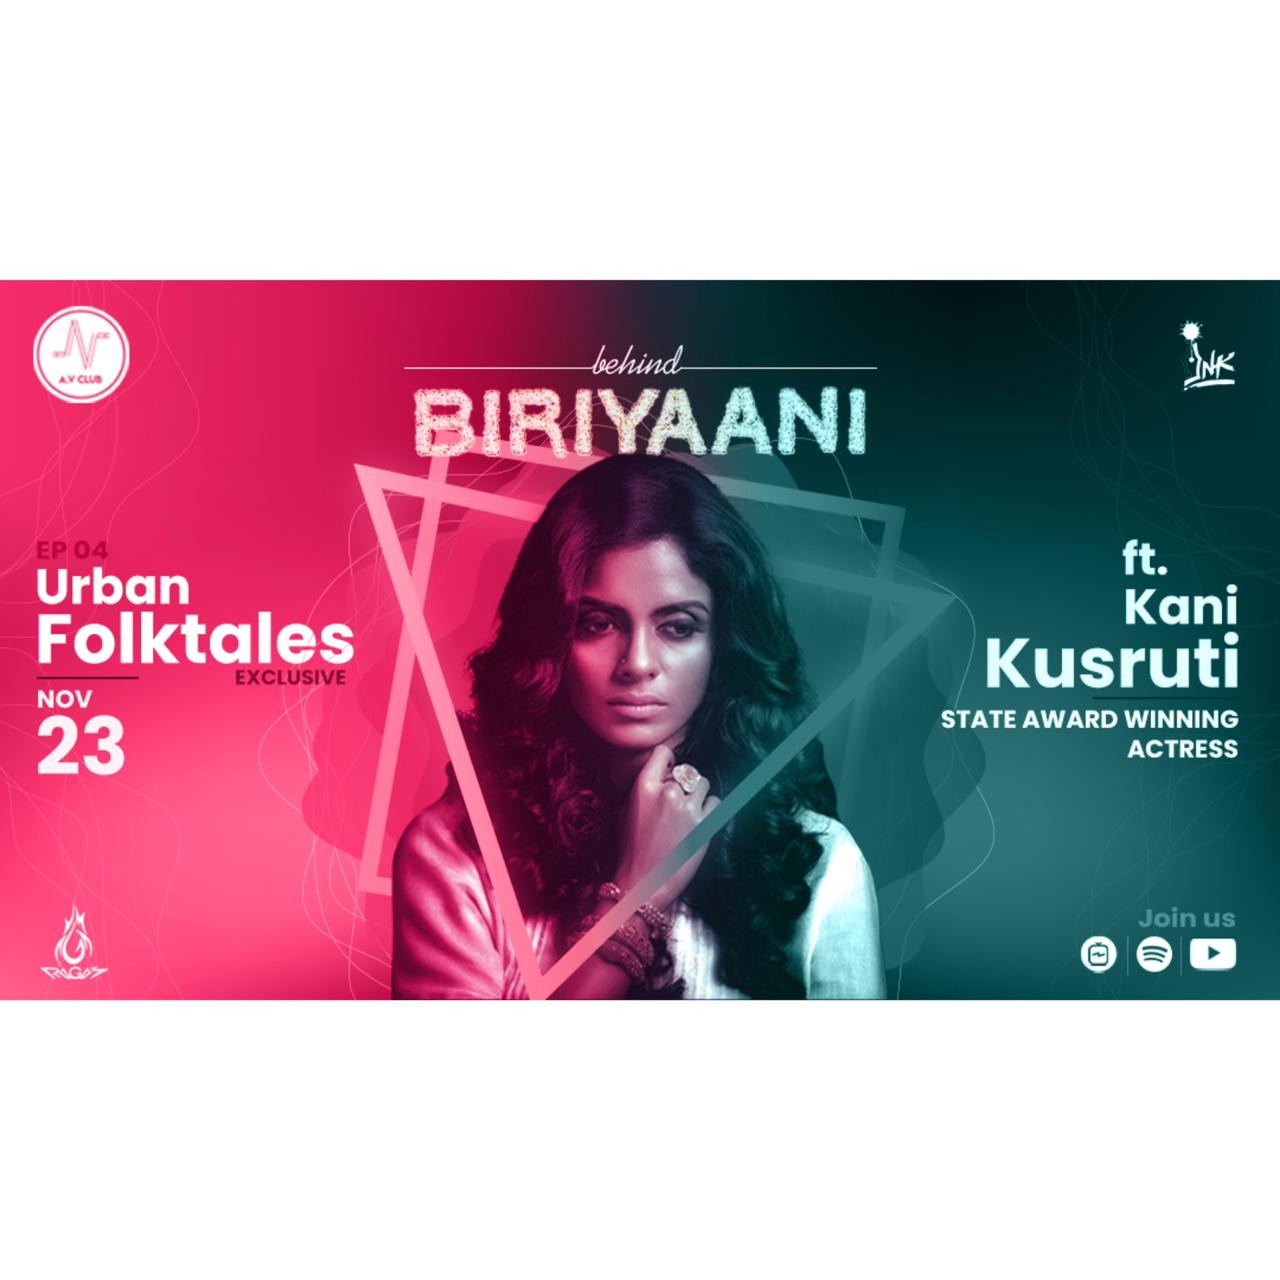 A.V CLUB
behind
BIRIYAANI
INK
EP 04
Urban
Folktales
EXCLUSIVE
NOV
23
ft.
Kani
Kusruti
STATE AWARD WINNING
ACTRESS
RAGAS
Join us